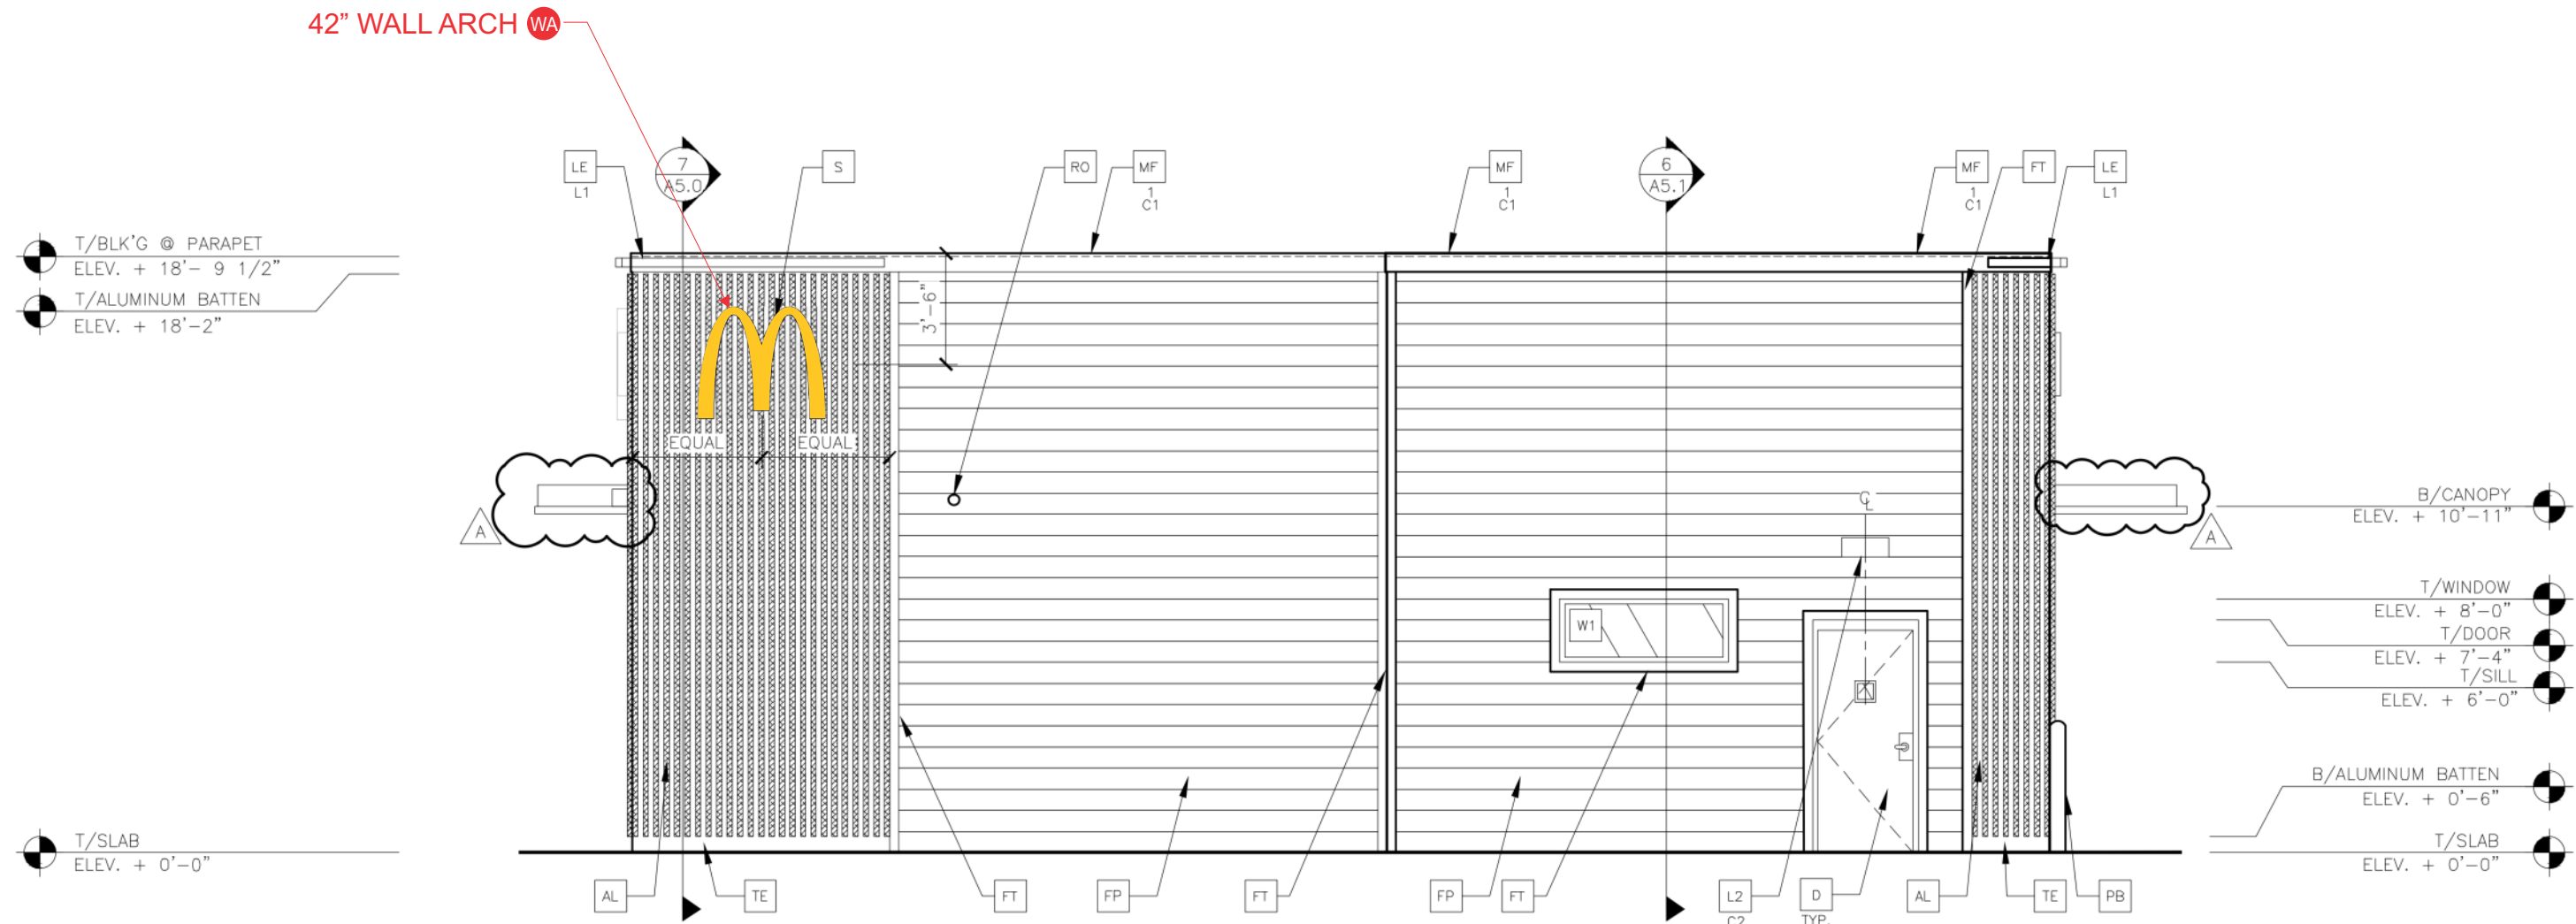 42” WALL ARCH WA
LE
L1
7
A5.0
S
RO
MF
1
C1
MF
1
C1
6
A5.1
MF
1
C1
FT
LE
L1
T/BLK'G @ PARAPET
ELEV. + 18'- 9 1/2”
T/ALUMINUM BATTEN
ELEV. + 18'-2”
3'-6”
EQUAL
EQUAL
A
A
B/CANOPY
ELEV. + 10'-11”
T/WINDOW
ELEV. + 8'-0”
T/DOOR
ELEV. + 7'-4”
T/SILL
ELEV. + 6'-0”
W1
B/ALUMINUM BATTEN
ELEV. + 0'-6”
T/SLAB
ELEV. + 0'-0”
T/SLAB
ELEV. + 0'-0”
AL
TE
FT
FP
FT
FP
FT
L2
C2
D
TYP.
AL
TE
PB